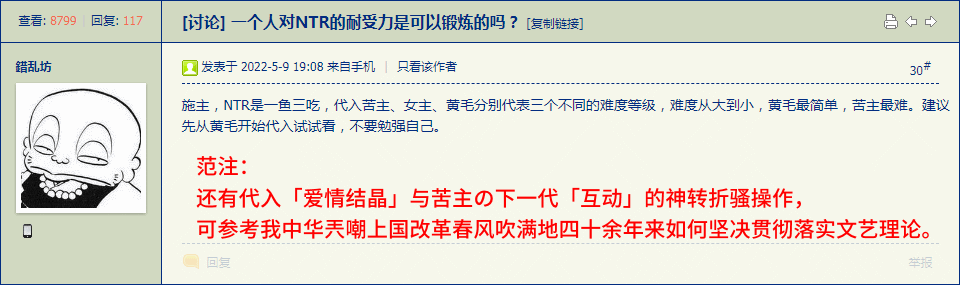 查看: 8799 | 回复: 117
[讨论] 一个人对NTR的耐受力是可以锻炼的吗？ [复制链接]
錯乱坊
发表于 2022-5-9 19:08 来自手机 | 只看该作者
30#
施主，NTR是一鱼三吃，代入苦主、女主、黄毛分别代表三个不同的难度等级，难度从大到小，黄毛最简单，苦主最难。建议
先从黄毛开始代入试试看，不要勉强自己。
范注：
还有代入「爱情结晶」与苦主の下一代「互动」的神转折骚操作，
可参考我中华兲嘲上国改革春风吹满地四十余年来如何坚决贯彻落实文艺理论。
回复
举报